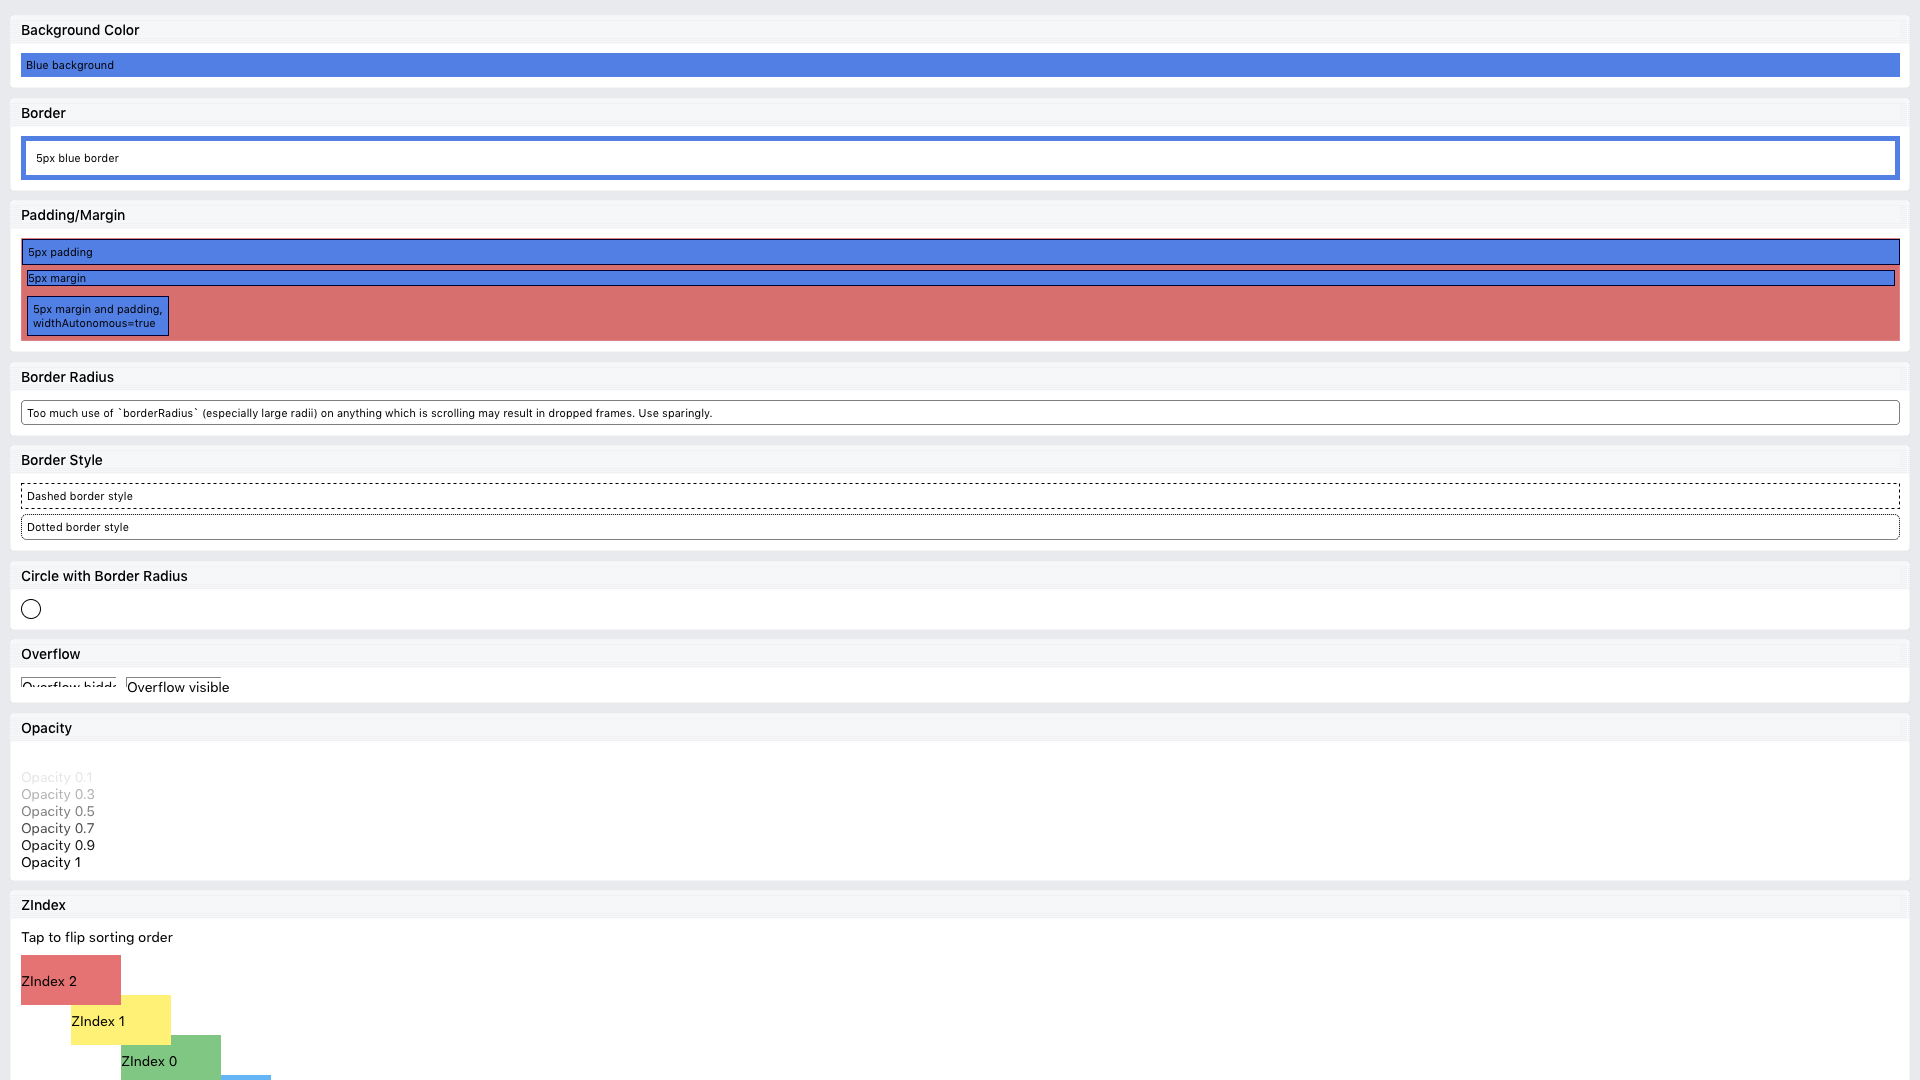 Background Color
Blue background
Border
5px blue border
Padding/Margin
5px padding
5px margin
5px margin and padding,
widthAutonomous=true
Border Radius
Too much use of `borderRadius` (especially large radii) on anything which is scrolling may result in dropped frames. Use sparingly.
Border Style
Dashed border style
Dotted border style
Circle with Border Radius
Overflow
Overflow Overflow visible
Opacity
Opacity 0.1
Opacity 0.3
Opacity 0.5
Opacity 0.7
Opacity 0.9
Opacity 1
ZIndex
Tap to flip sorting order
ZIndex 2
ZIndex 1
ZIndex 0